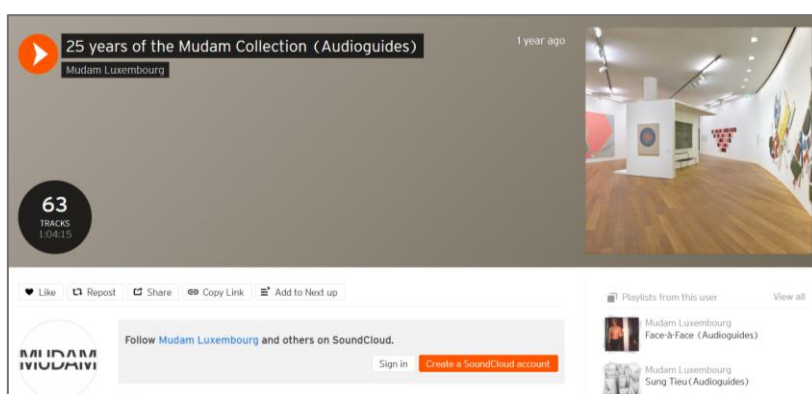 25 years of the Mudam Collection (Audioguides)
1 year ago
Mudam Luxembourg
63
TRACKS
1:04:15
Like Repost Share Copy Link Add to Next up
Playlists from this user View all
Mudam Luxembourg
Face-à-Face (Audioguides)
MUDAM
Follow Mudam Luxembourg and others on SoundCloud.
Sign in Create a SoundCloud account
Mudam Luxembourg
Sung Tieu (Audioguides)